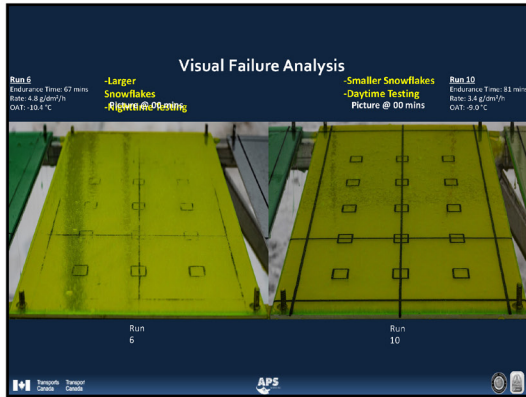 Visual Failure Analysis
Run 6
Endurance Time: 67 mins
Rate: 4.8 g/dm²/h
OAT: -10.4 °C
-Larger
Snowflakes
-Nighttime Testing
Picture @ 00 mins
-Smaller Snowflakes
-Daytime Testing
Picture @ 00 mins
Run 10
Endurance Time: 81 mins
Rate: 3.4 g/dm²/h
OAT: -9.0 °C
Run
6
Run
10
Transports Transport
Canada Canada
APS